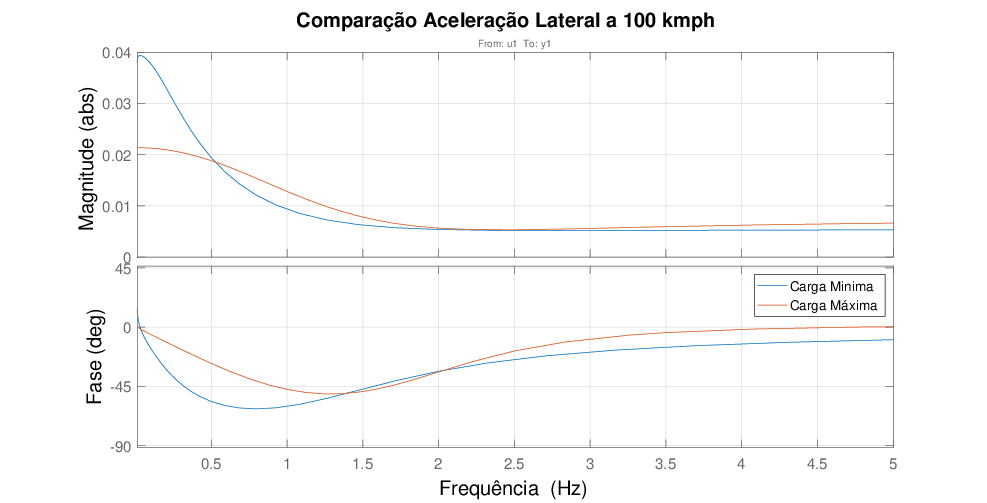 Comparação Aceleração Lateral a 100 kmph
From: u1 To: y1
Magnitude (abs)
0.04
0.03
0.02
0.01
0
Fase (deg)
45
0
-45
-90
Carga Minima
Carga Máxima
0.5 1 1.5 2 2.5 3 3.5 4 4.5 5
Frequência (Hz)